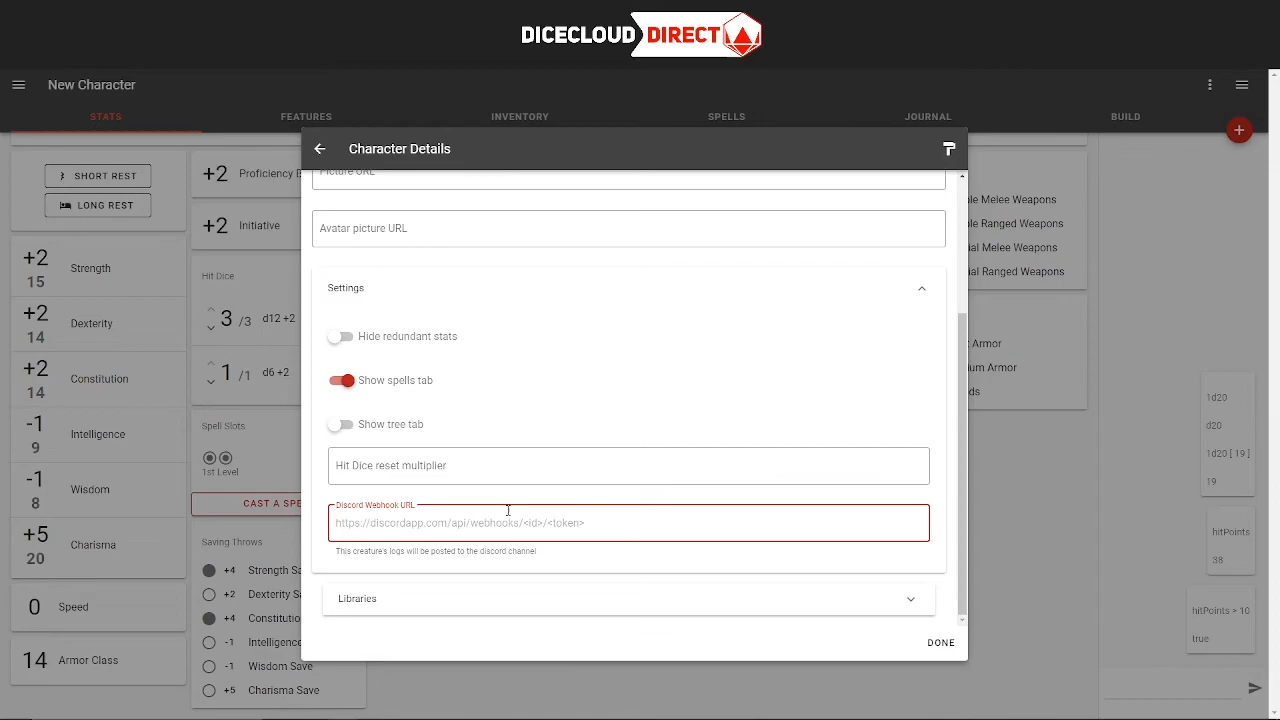 DICECLOUD DIRECT
New Character
STATS FEATURES INVENTORY SPELLS JOURNAL BUILD
Character Details
SHORT REST
LONG REST
+2 Strength
15
+2 Dexterity
14
+2 Constitution
14
-1 Intelligence
9
-1 Wisdom
8
+5 Charisma
20
0 Speed
14 Armor Class
+2 Proficiency B
+2 Initiative
Hit Dice
3 /3 d12 +2
1 /1 d6 +2
Spell Slots
1st Level
CAST A SPE
Saving Throws
+4 Strength Sa
+2 Dexterity Sa
+4 Constitutio
-1 Intelligence
-1 Wisdom Save
+5 Charisma Save
Picture URL
Avatar picture URL
Settings
Hide redundant stats
Show spells tab
Show tree tab
Hit Dice reset multiplier
Discord Webhook URL
https://discordapp.com/api/webhooks/<id>/<token>
This creature's logs will be posted to the discord channel
Libraries
DONE
le Melee Weapons
le Ranged Weapons
ial Melee Weapons
ial Ranged Weapons
t Armor
um Armor
ds
1d20
d20
1d20 [ 19 ]
19
hitPoints
38
hitPoints > 10
true